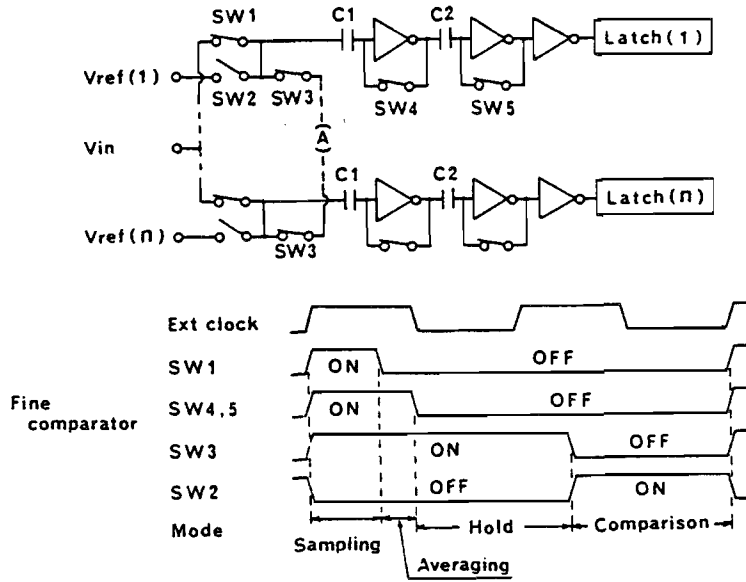 SW1 C1 C2
Latch(1)
Vref(1)
SW2 SW3
SW4 SW5
(A)
Vin
C1 C2
Latch(n)
Vref(n)
SW3
Ext clock
SW1 ON OFF
Fine comparator
SW4,5 ON OFF
SW3 ON OFF
SW2 OFF ON
Mode Sampling Hold Comparison
Averaging